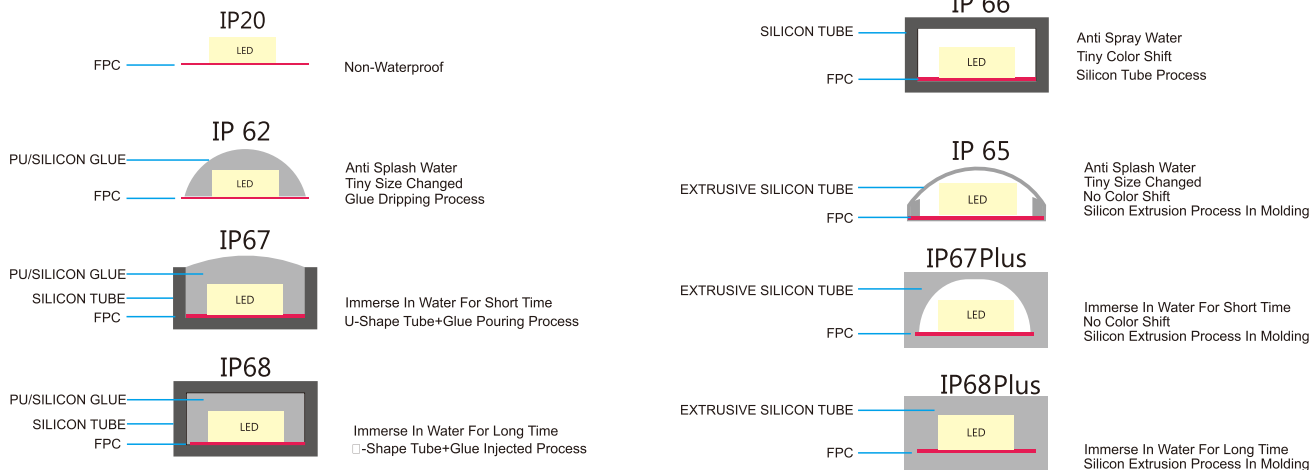 IP20
LED
FPC
Non-Waterproof
IP 62
PU/SILICON GLUE
LED
FPC
Anti Splash Water
Tiny Size Changed
Glue Dripping Process
IP67
PU/SILICON GLUE
SILICON TUBE
LED
FPC
Immerse In Water For Short Time
U-Shape Tube+Glue Pouring Process
IP68
PU/SILICON GLUE
SILICON TUBE
LED
FPC
Immerse In Water For Long Time
□-Shape Tube+Glue Injected Process
IP 66
SILICON TUBE
LED
FPC
Anti Spray Water
Tiny Color Shift
Silicon Tube Process
IP 65
EXTRUSIVE SILICON TUBE
LED
FPC
Anti Splash Water
Tiny Size Changed
No Color Shift
Silicon Extrusion Process In Molding
IP67Plus
EXTRUSIVE SILICON TUBE
LED
FPC
Immerse In Water For Short Time
No Color Shift
Silicon Extrusion Process In Molding
IP68Plus
EXTRUSIVE SILICON TUBE
LED
FPC
Immerse In Water For Long Time
Silicon Extrusion Process In Molding